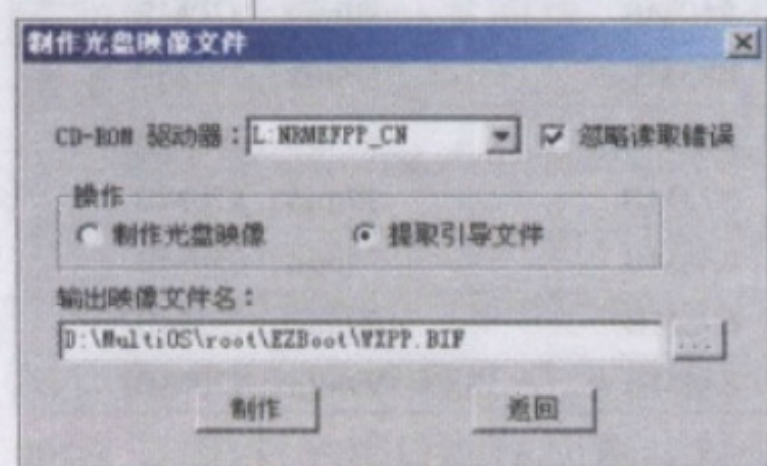 制作光盘映像文件
CD-ROM 驱动器：L:NRMEFPP_CN 忽略读取错误
操作
制作光盘映像 提取引导文件
输出映像文件名：
D:\MultiOS\root\EZBoot\WXPP.BIF ...
制作 返回